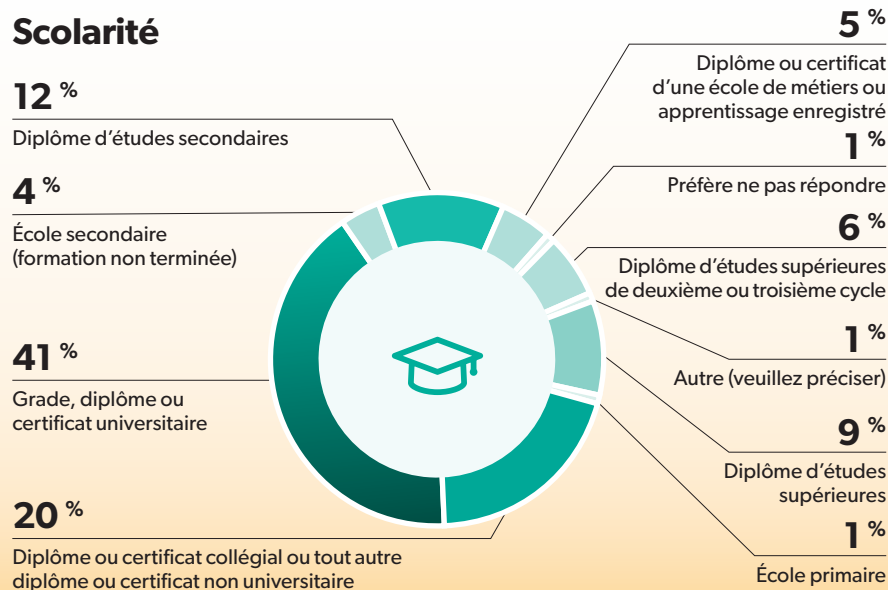 Scolarité
12 %
Diplôme d'études secondaires
4 %
École secondaire
(formation non terminée)
41 %
Grade, diplôme ou
certificat universitaire
20 %
Diplôme ou certificat collégial ou tout autre
diplôme ou certificat non universitaire
5 %
Diplôme ou certificat
d'une école de métiers ou
apprentissage enregistré
1 %
Préfère ne pas répondre
6 %
Diplôme d'études supérieures
de deuxième ou troisième cycle
1 %
Autre (veuillez préciser)
9 %
Diplôme d'études
supérieures
1 %
École primaire